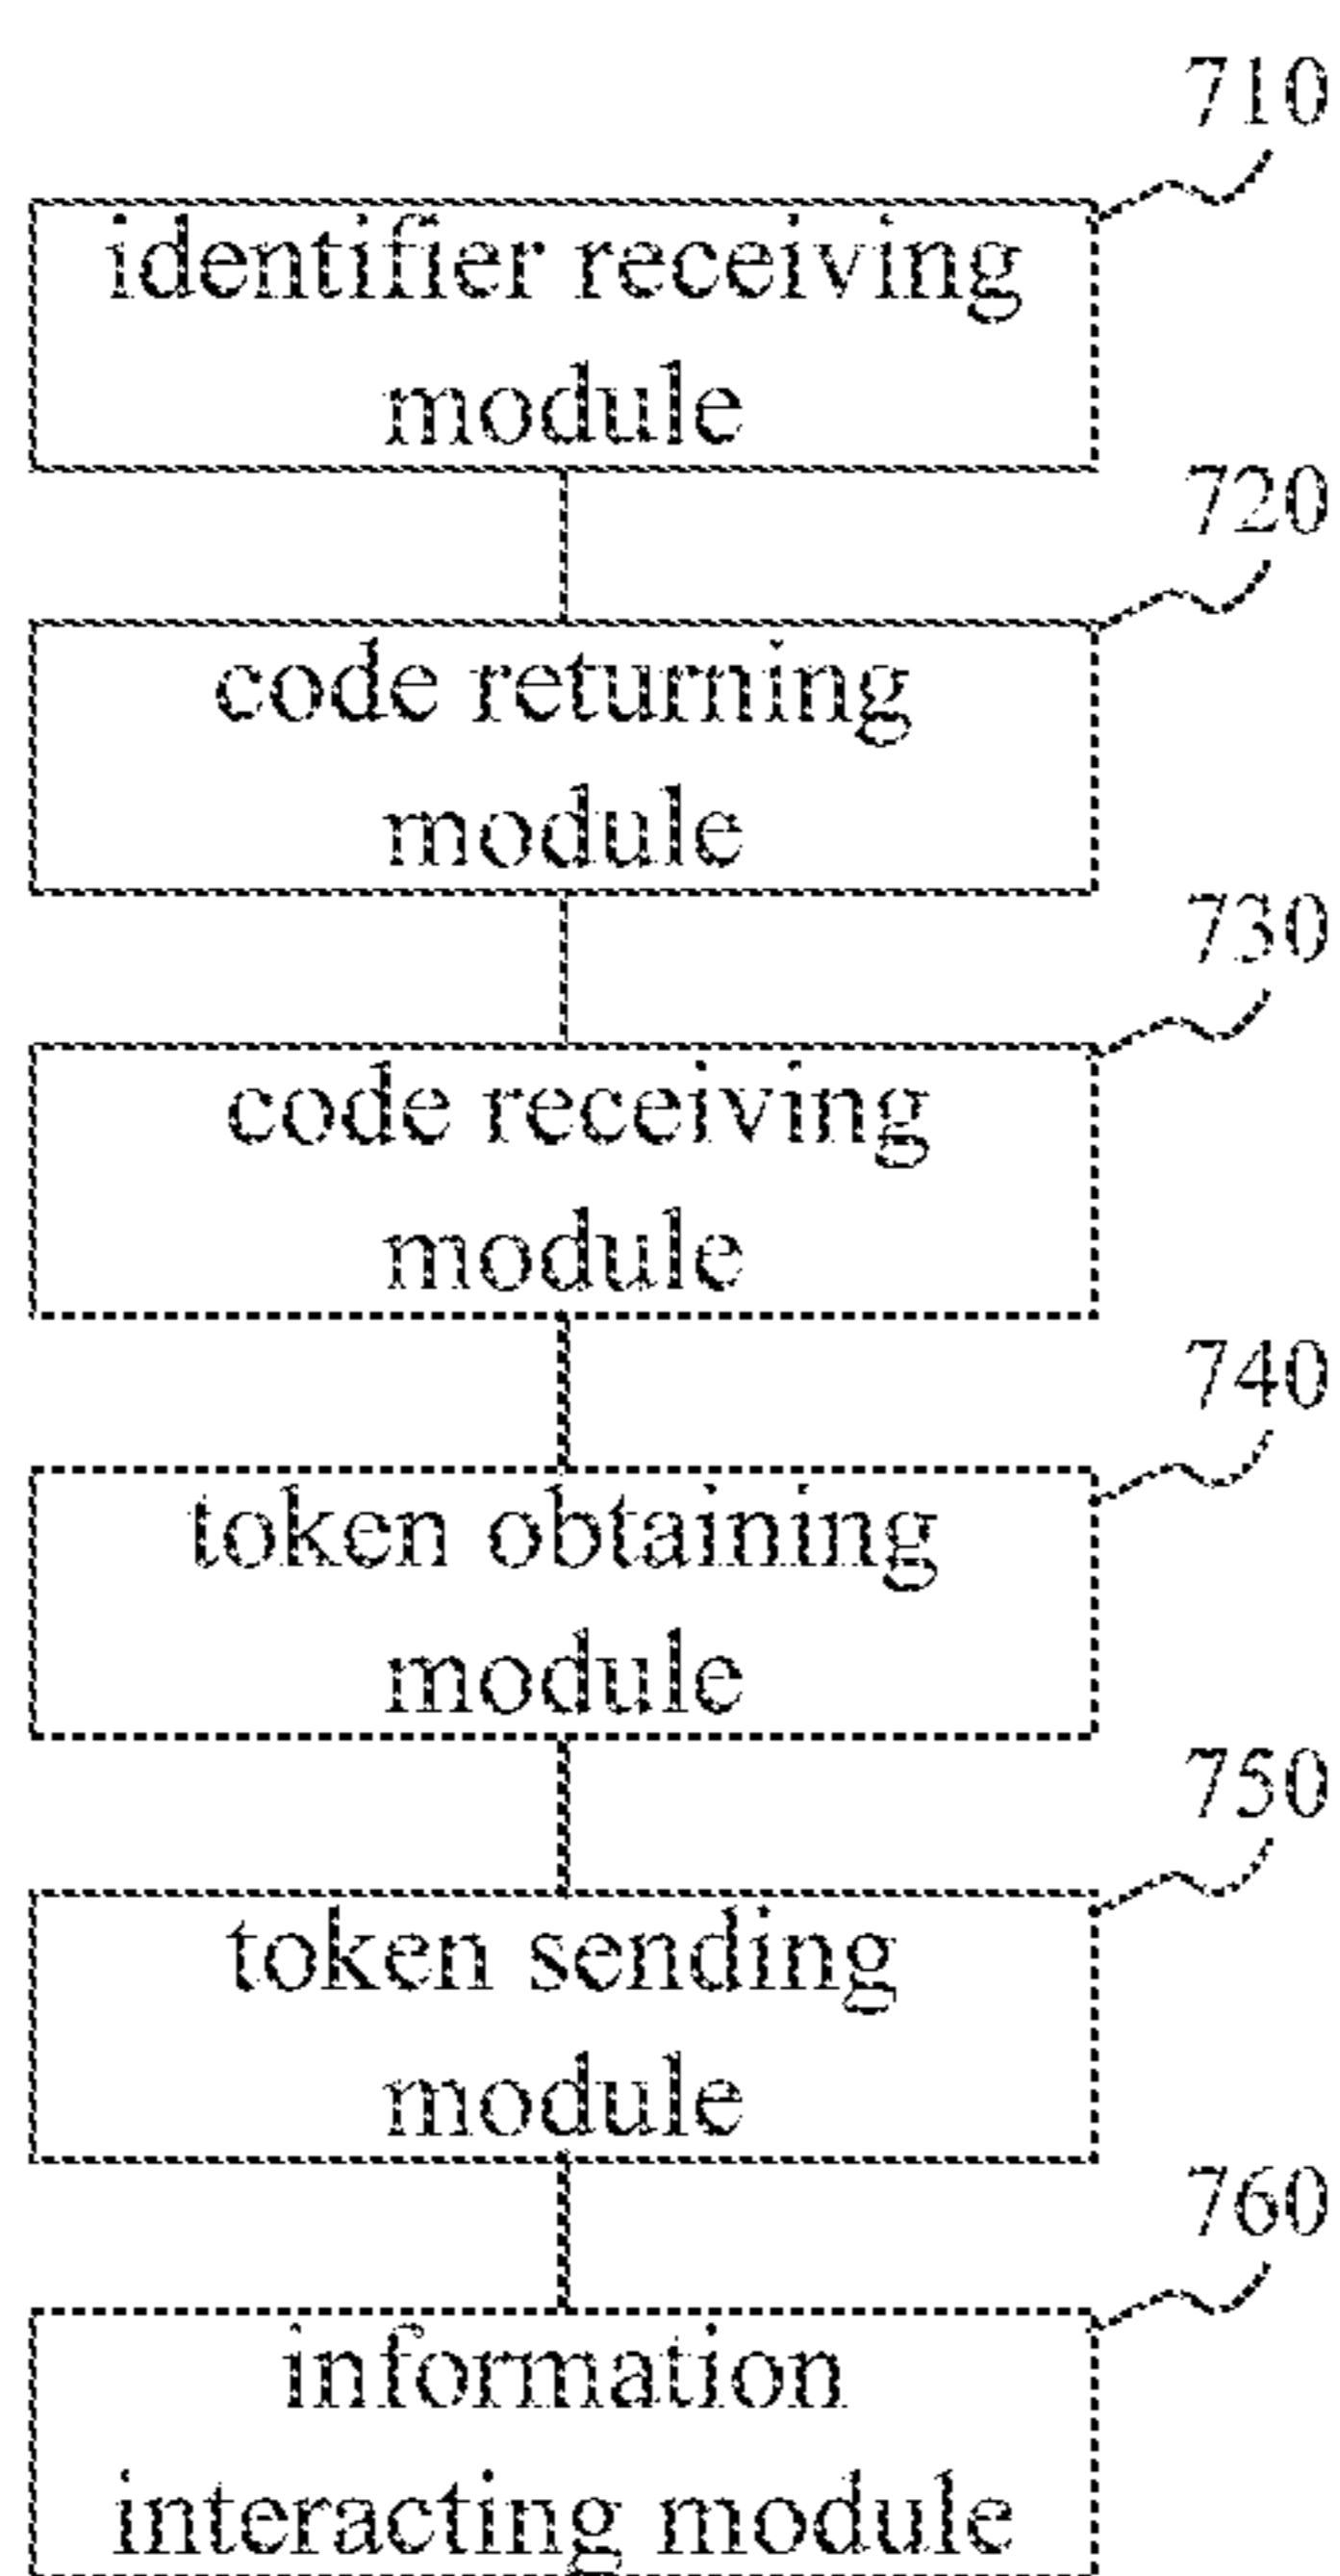 710
identifier receiving
module
720
code returning
module
730
code receiving
module
740
token obtaining
module
750
token sending
module
760
information
interacting module